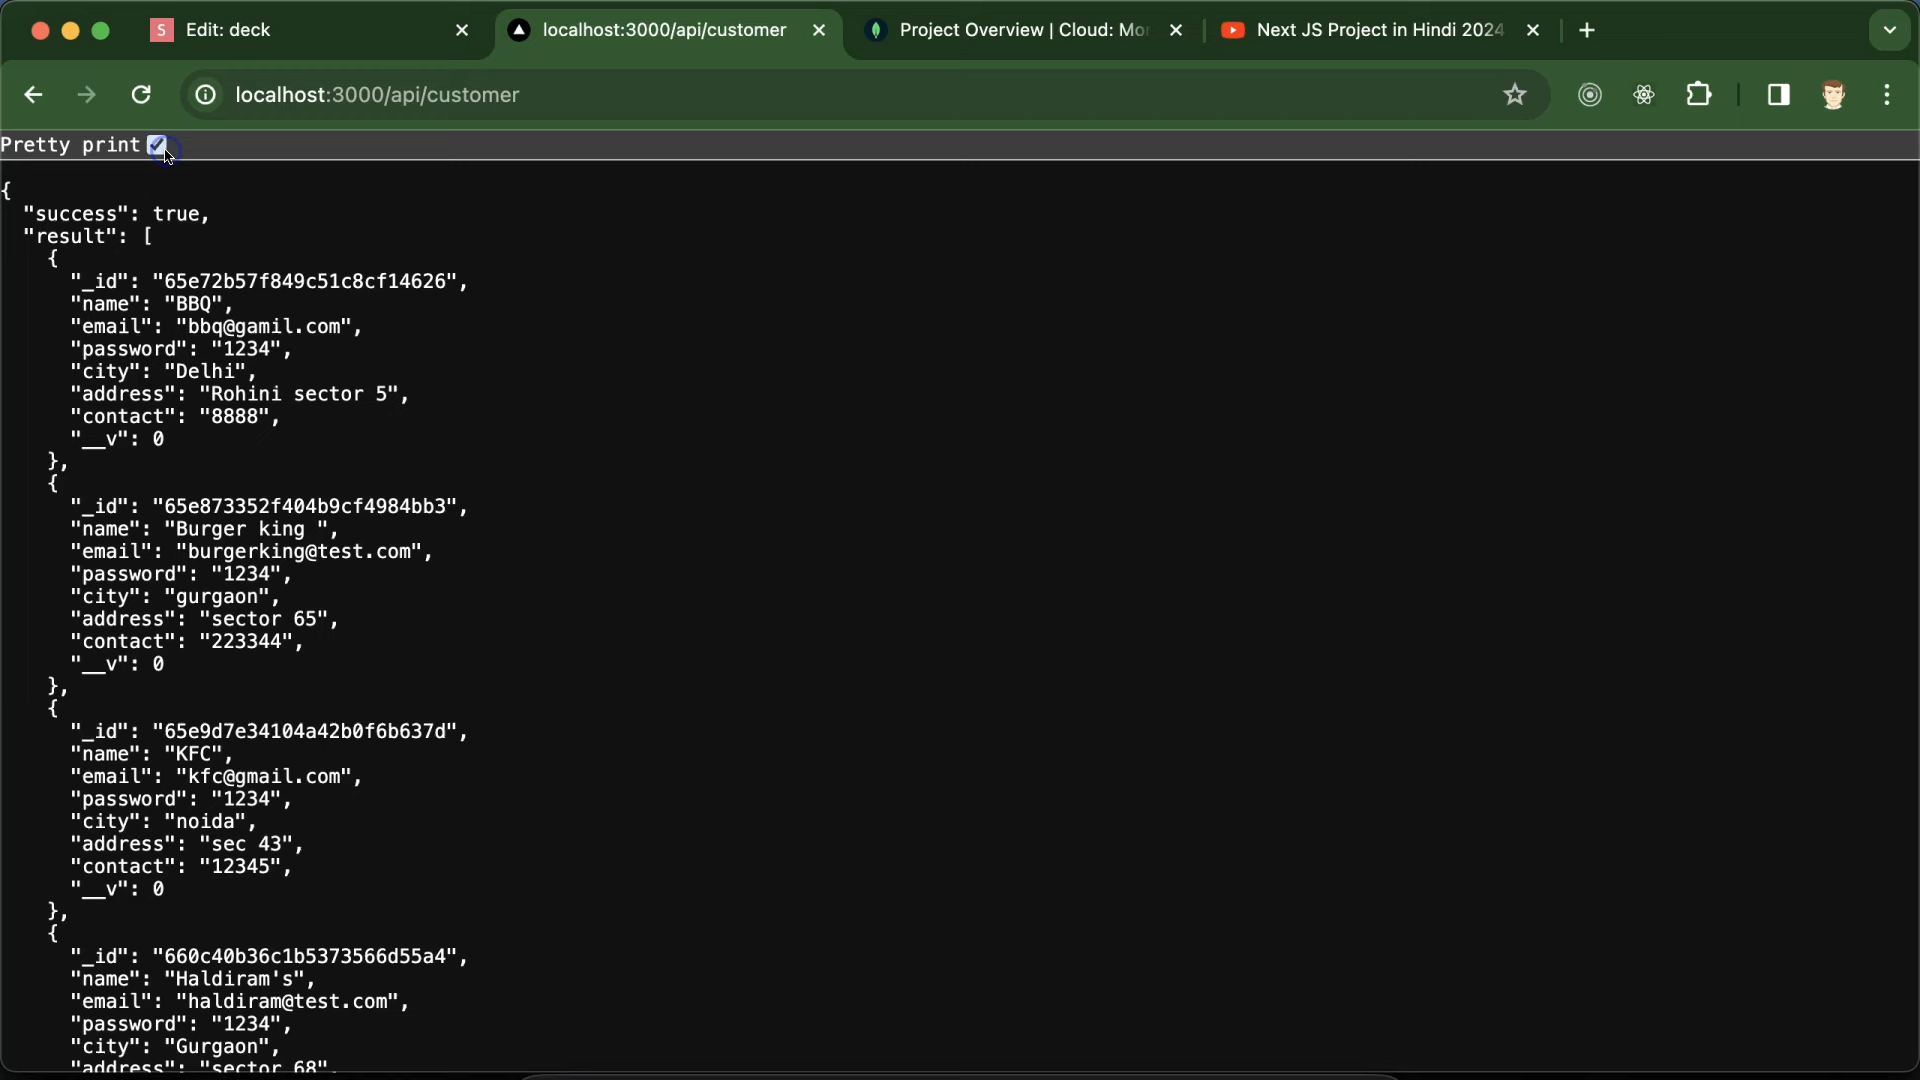 Edit: deck
localhost:3000/api/customer
Project Overview | Cloud: Mo
Next JS Project in Hindi 2024
localhost:3000/api/customer
Pretty print
{
"success": true,
"result": [
{
"_id": "65e72b57f849c51c8cf14626",
"name": "BBQ",
"email": "bbq@gamil.com",
"password": "1234",
"city": "Delhi",
"address": "Rohini sector 5",
"contact": "8888",
"__v": 0
},
{
"_id": "65e873352f404b9cf4984bb3",
"name": "Burger king ",
"email": "burgerking@test.com",
"password": "1234",
"city": "gurgaon",
"address": "sector 65",
"contact": "223344",
"__v": 0
},
{
"_id": "65e9d7e34104a42b0f6b637d",
"name": "KFC",
"email": "kfc@gmail.com",
"password": "1234",
"city": "noida",
"address": "sec 43",
"contact": "12345",
"__v": 0
},
{
"_id": "660c40b36c1b5373566d55a4",
"name": "Haldiram's",
"email": "haldiram@test.com",
"password": "1234",
"city": "Gurgaon",
"address": "sector 68",